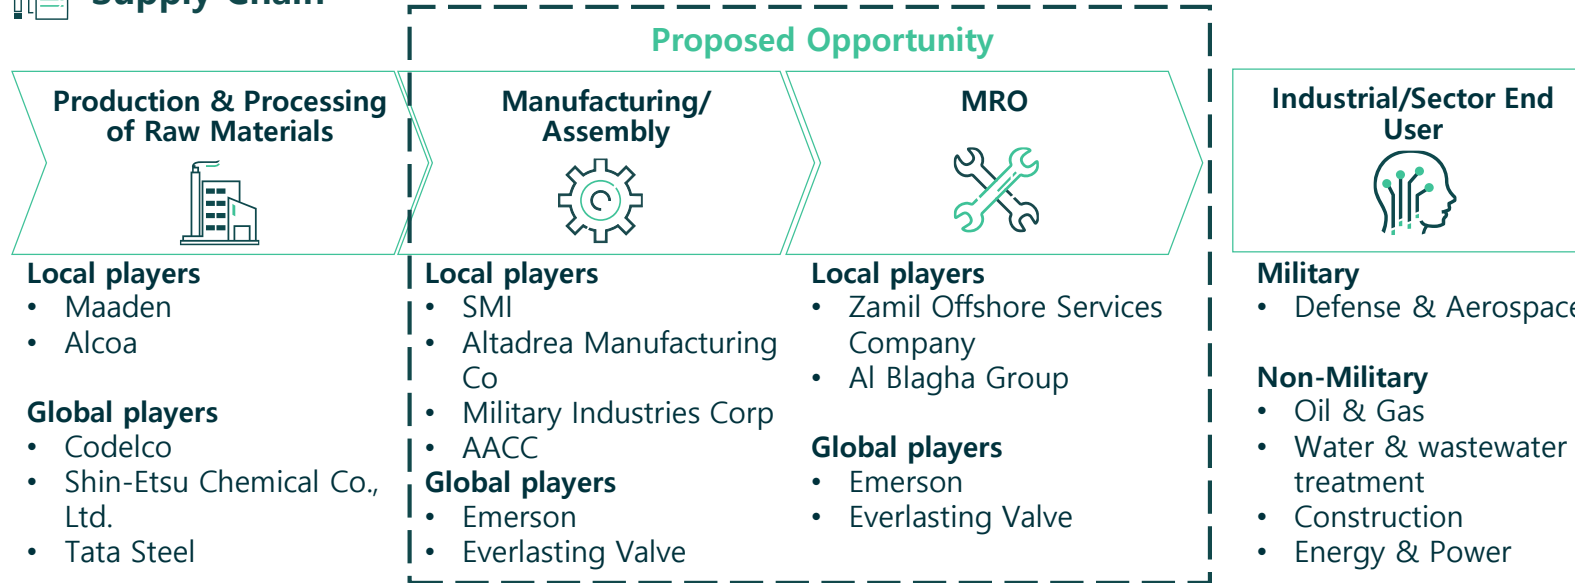 Supply Chain
Proposed Opportunity
Production & Processing
of Raw Materials
Local players
• Maaden
• Alcoa
Global players
• Codelco
• Shin-Etsu Chemical Co.,
Ltd.
• Tata Steel
Manufacturing/
Assembly
Local players
• SMI
• Altadrea Manufacturing
Co
• Military Industries Corp
• AACC
Global players
• Emerson
• Everlasting Valve
MRO
Local players
• Zamil Offshore Services
Company
• Al Blagha Group
Global players
• Emerson
• Everlasting Valve
Industrial/Sector End
User
Military
• Defense & Aerospace
Non-Military
• Oil & Gas
• Water & wastewater
treatment
• Construction
• Energy & Power